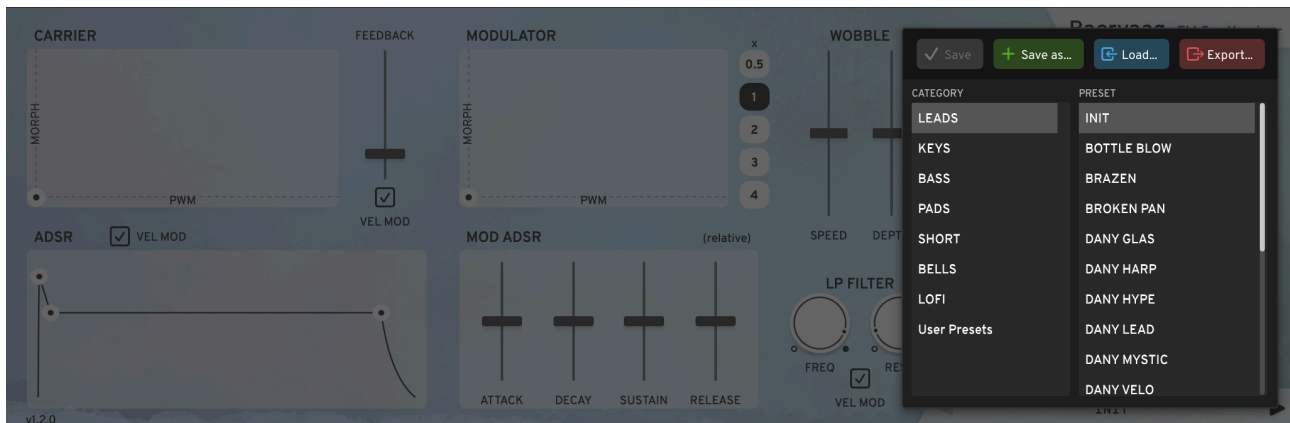 CARRIER
FEEDBACK
MORPH
PWM
VEL MOD
MODULATOR
x
0.5
1
2
3
4
MORPH
PWM
WOBBLE
SPEED
ADSR
VEL MOD
MOD ADSR
(relative)
ATTACK
DECAY
SUSTAIN
RELEASE
LP FILTER
FREQ
VEL MOD
v1.2.0
Save
Save as...
Load...
Export...
CATEGORY
LEADS
KEYS
BASS
PADS
SHORT
BELLS
LOFI
User Presets
PRESET
INIT
BOTTLE BLOW
BRAZEN
BROKEN PAN
DANY GLAS
DANY HARP
DANY HYPE
DANY LEAD
DANY MYSTIC
DANY VELO
INIT